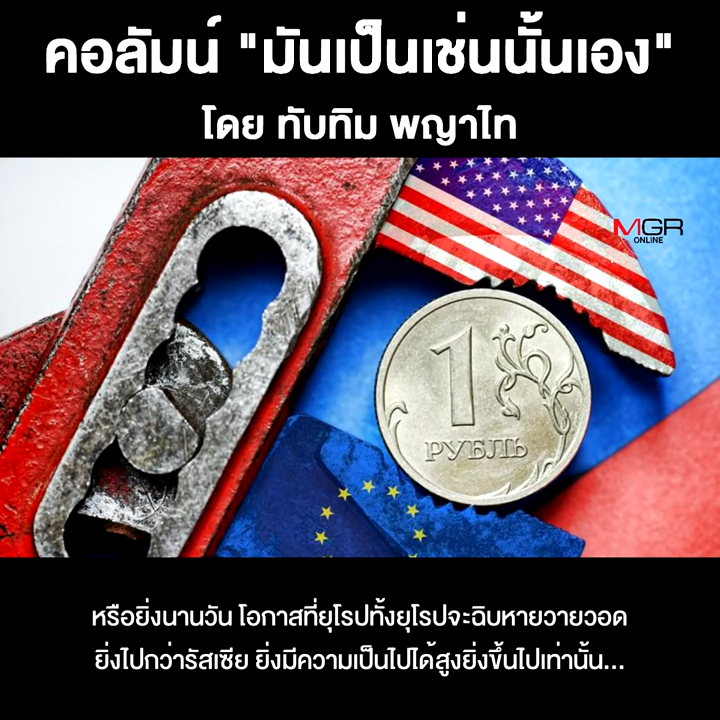 คอลัมน์ "มันเป็นเช่นนั้นเอง"
โดย ทับทิม พญาไท
MGR
ONLINE
1
РУБЛЬ
หรือยิ่งนานวัน โอกาสที่ยุโรปทั้งยุโรปจะฉิบหายวายวอด
ยิ่งไปกว่ารัสเซีย ยิ่งมีความเป็นไปได้สูงยิ่งขึ้นไปเท่านั้น...